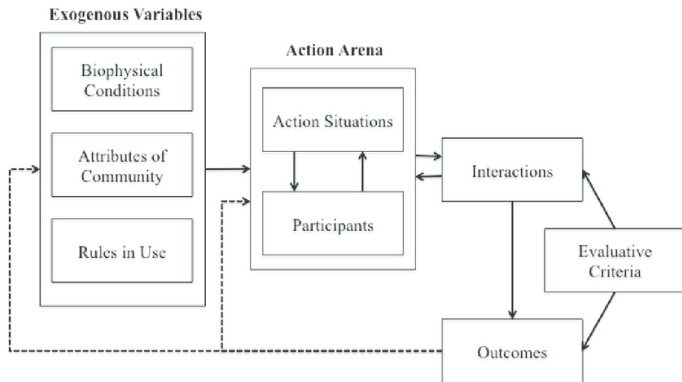 Exogenous Variables
Biophysical
Conditions
Attributes of
Community
Rules in Use
Action Arena
Action Situations
Participants
Interactions
Evaluative
Criteria
Outcomes